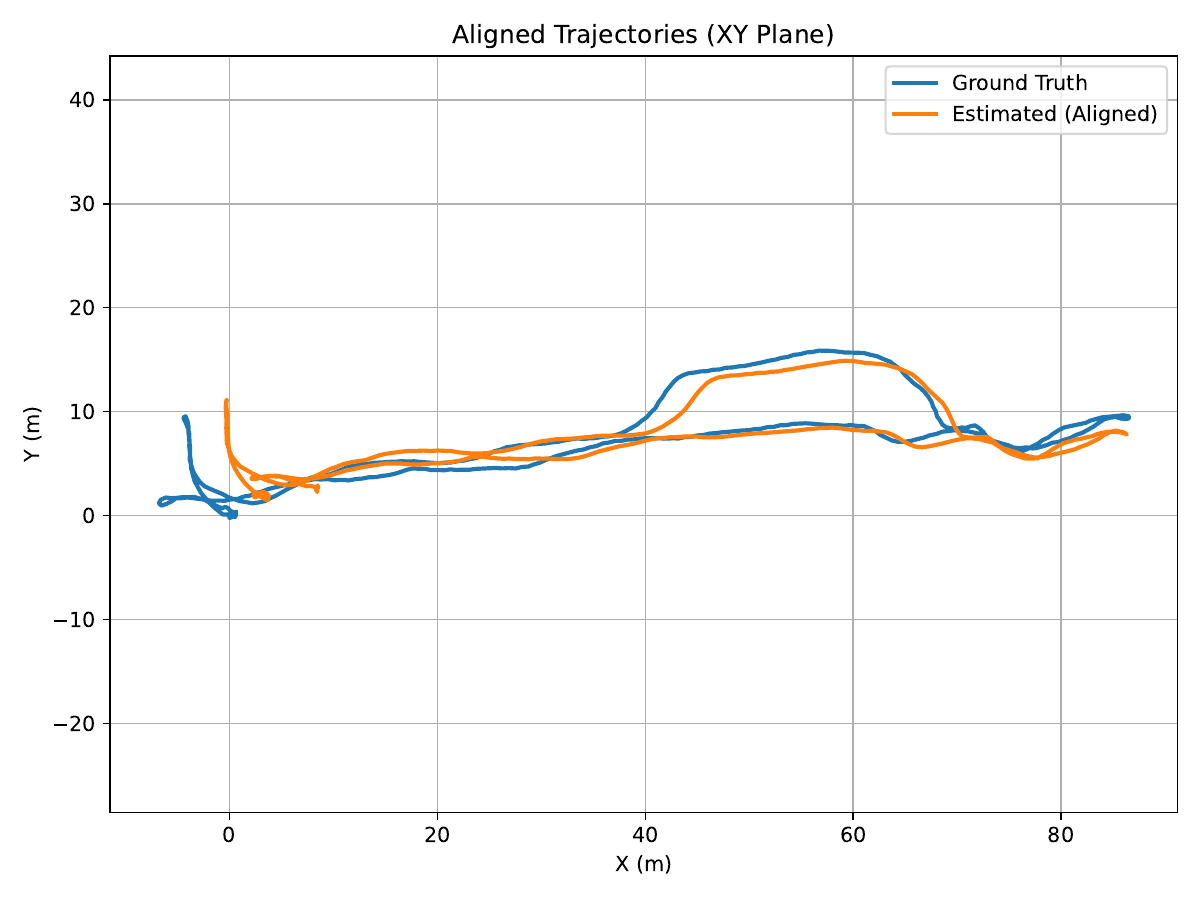 Aligned Trajectories (XY Plane)
Ground Truth
Estimated (Aligned)
40
30
20
10
0
−10
−20
Y (m)
0 20 40 60 80
X (m)